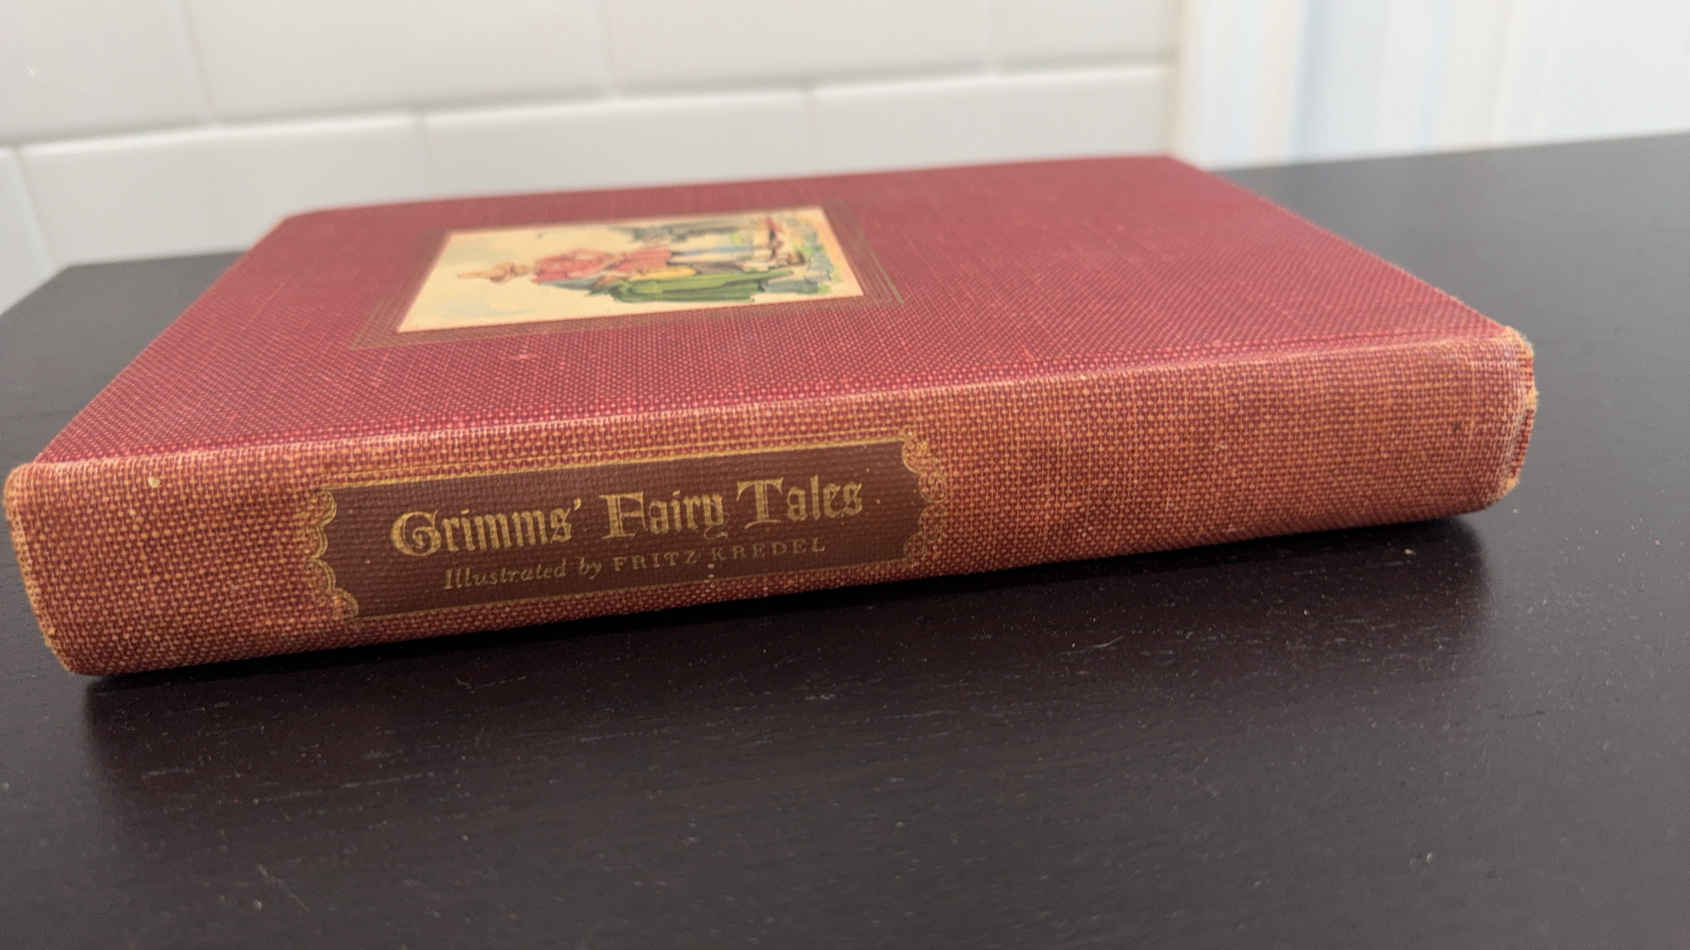 Grimms' Fairy Tales
Illustrated by FRITZ KREDEL